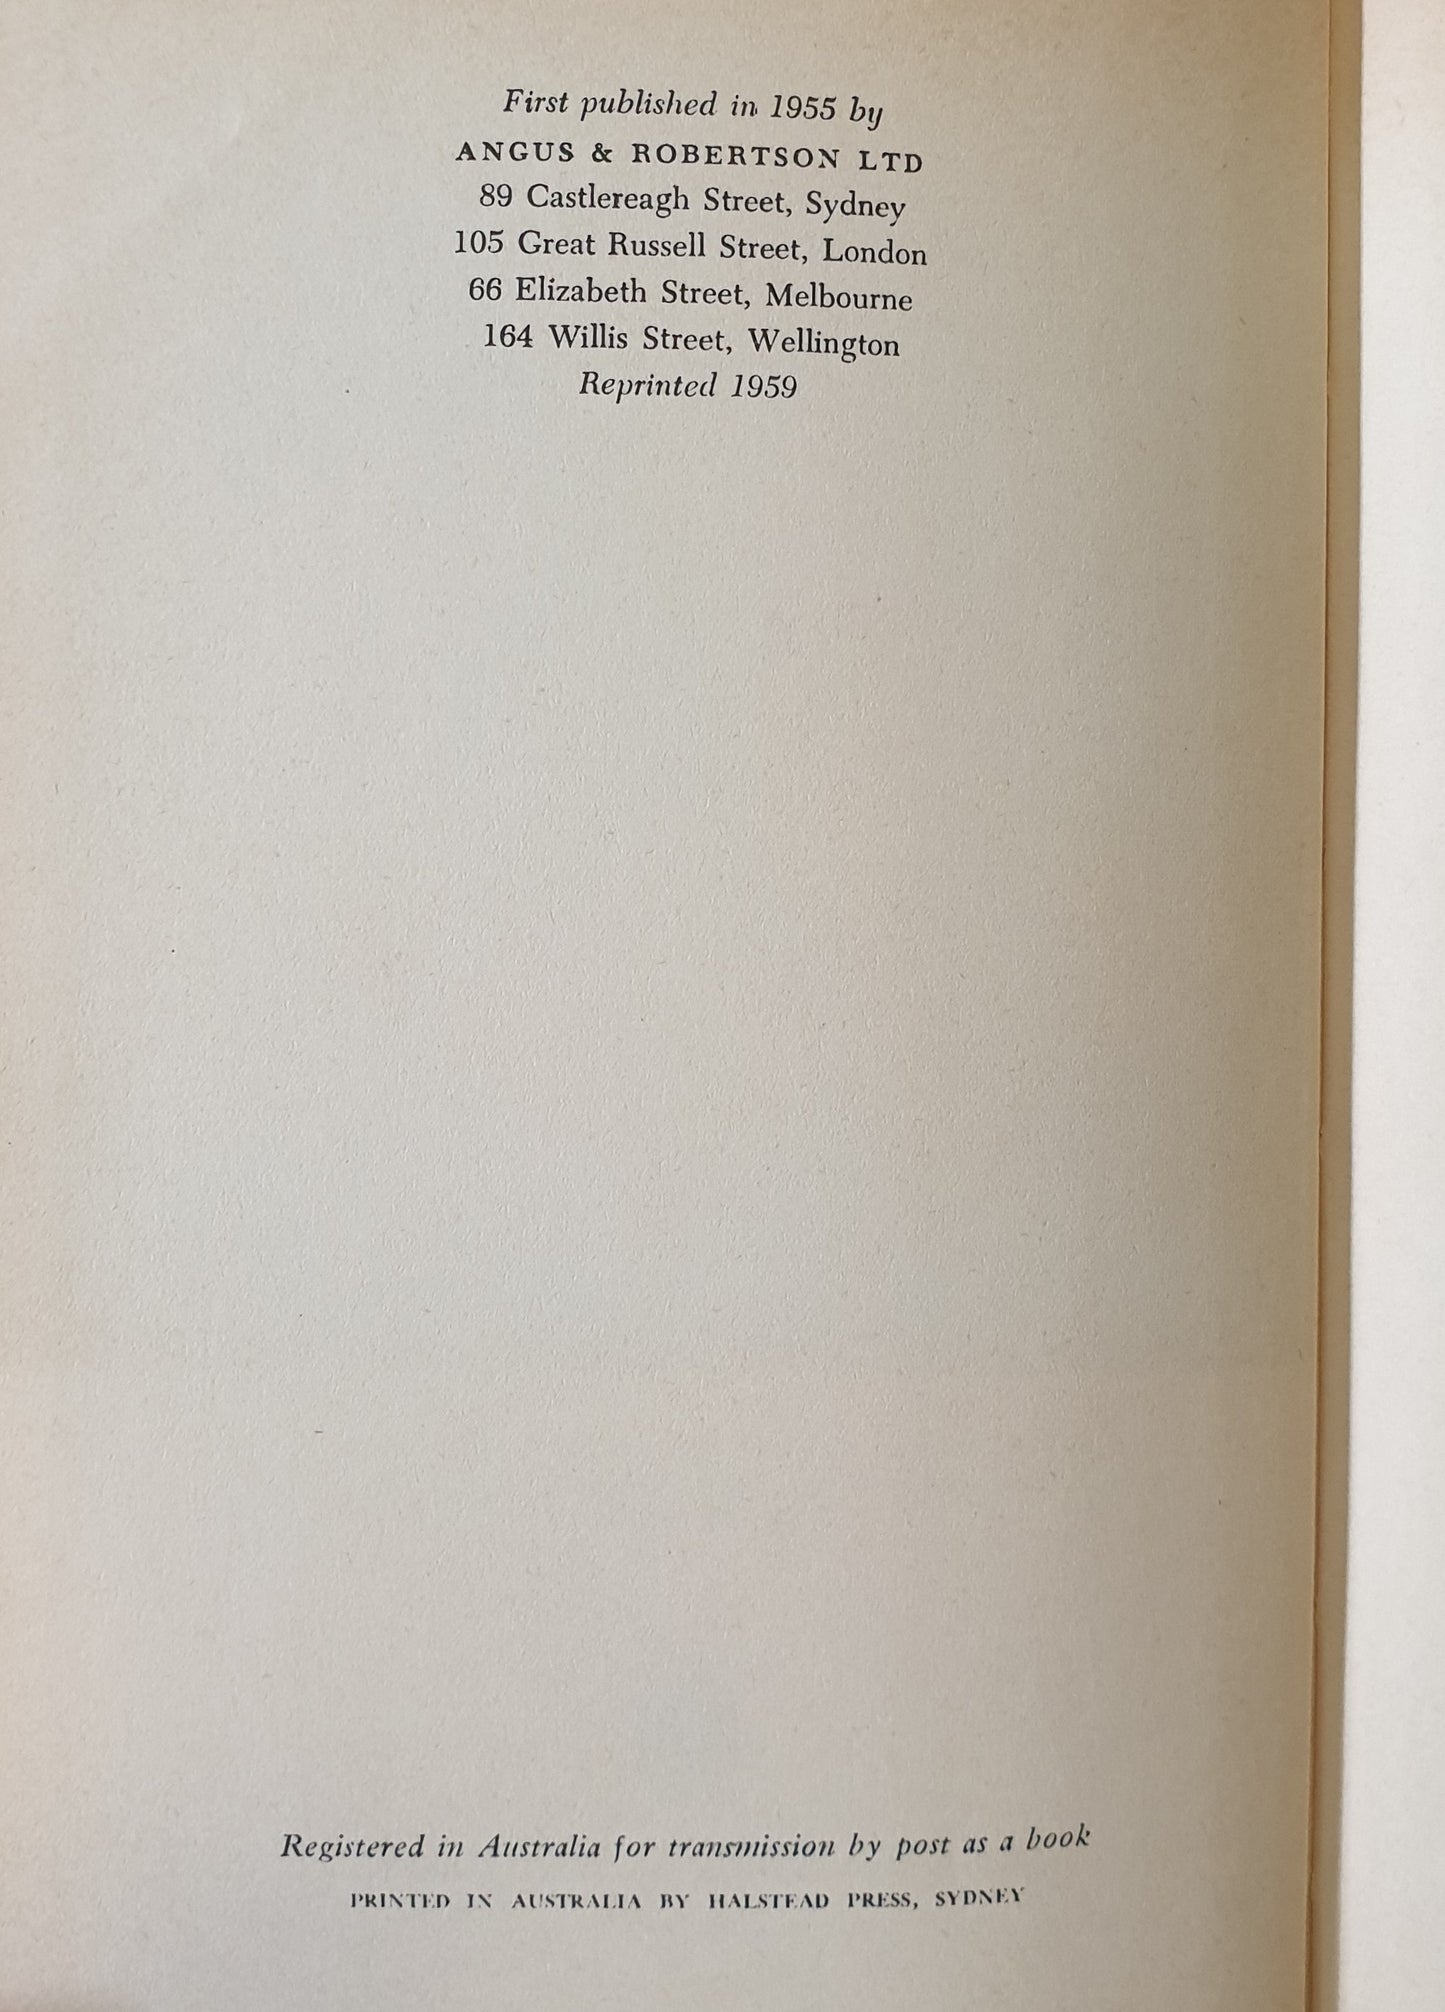 First published in 1955 by
ANGUS & ROBERTSON LTD
89 Castlereagh Street, Sydney
105 Great Russell Street, London
66 Elizabeth Street, Melbourne
164 Willis Street, Wellington
Reprinted 1959
Registered in Australia for transmission by post as a book
PRINTED IN AUSTRALIA BY HALSTEAD PRESS, SYDNEY